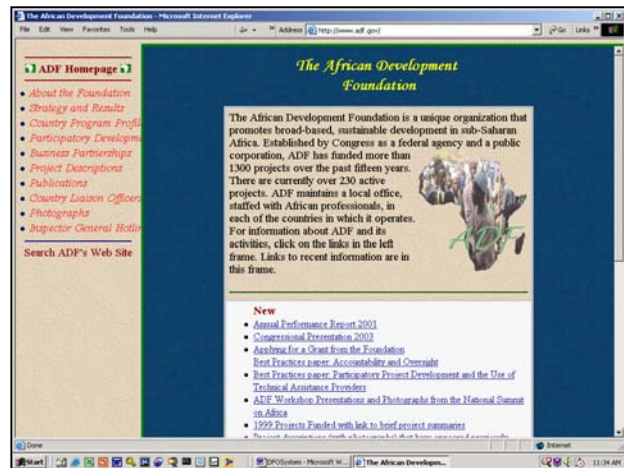 The African Development Foundation - Microsoft Internet Explorer
File Edit View Favorites Tools Help
Address http://www.adf.gov/
Go Links
ADF Homepage
About the Foundation
Strategy and Results
Country Program Profil
Participatory Developme
Business Partnerships
Project Descriptions
Publications
Country Liaison Officers
Photographs
Inspector General Hotlin
Search ADF's Web Site
The African Development
Foundation
The African Development Foundation is a unique organization that
promotes broad-based, sustainable development in sub-Saharan
Africa. Established by Congress as a federal agency and a public
corporation, ADF has funded more than
1300 projects over the past fifteen years.
There are currently over 230 active
projects. ADF maintains a local office,
staffed with African professionals, in
each of the countries in which it operates.
For information about ADF and its
activities, click on the links in the left
frame. Links to recent information are in
this frame.
ADF
New
Annual Performance Report 2001
Congressional Presentation 2003
Applying for a Grant from the Foundation
Best Practices paper: Accountability and Oversight
Best Practices paper: Participatory Project Development and the Use of
Technical Assistance Providers
ADF Workshop Presentations and Photographs from the National Summit
on Africa
1999 Projects Funded with link to brief project summaries
Done
Internet
Start
DFOSystem - Microsoft W...
The African Developm...
11:34 AM